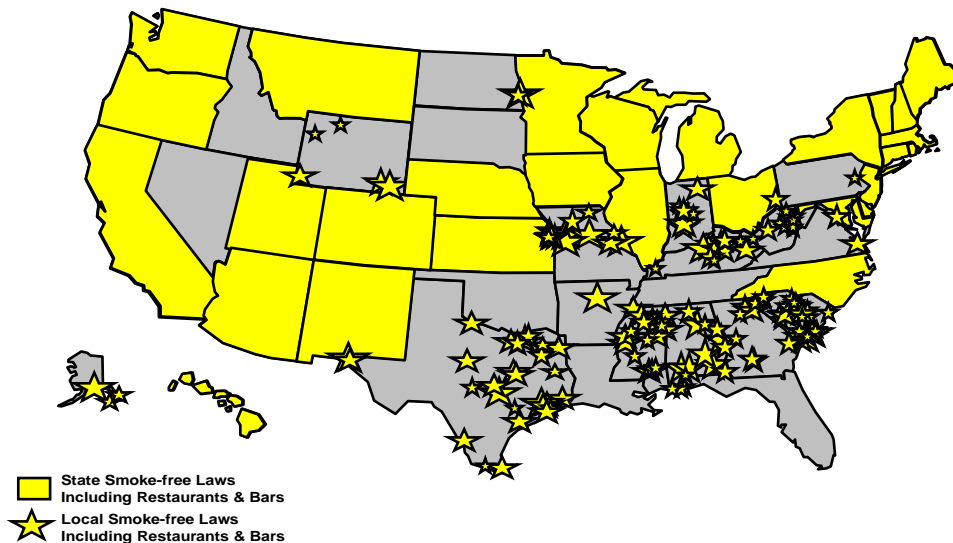 State Smoke-free Laws
Including Restaurants & Bars
Local Smoke-free Laws
Including Restaurants & Bars